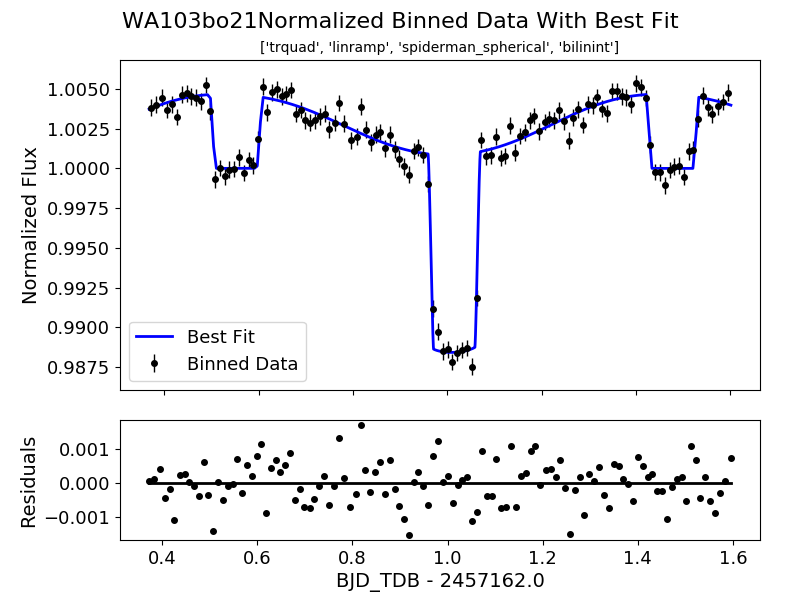 WA103bo21Normalized Binned Data With Best Fit
['trquad', 'linramp', 'spiderman_spherical', 'bilinint']
Normalized Flux
1.0050
1.0025
1.0000
0.9975
0.9950
0.9925
0.9900
0.9875
Best Fit
Binned Data
Residuals
0.001
0.000
−0.001
0.4 0.6 0.8 1.0 1.2 1.4 1.6
BJD_TDB - 2457162.0